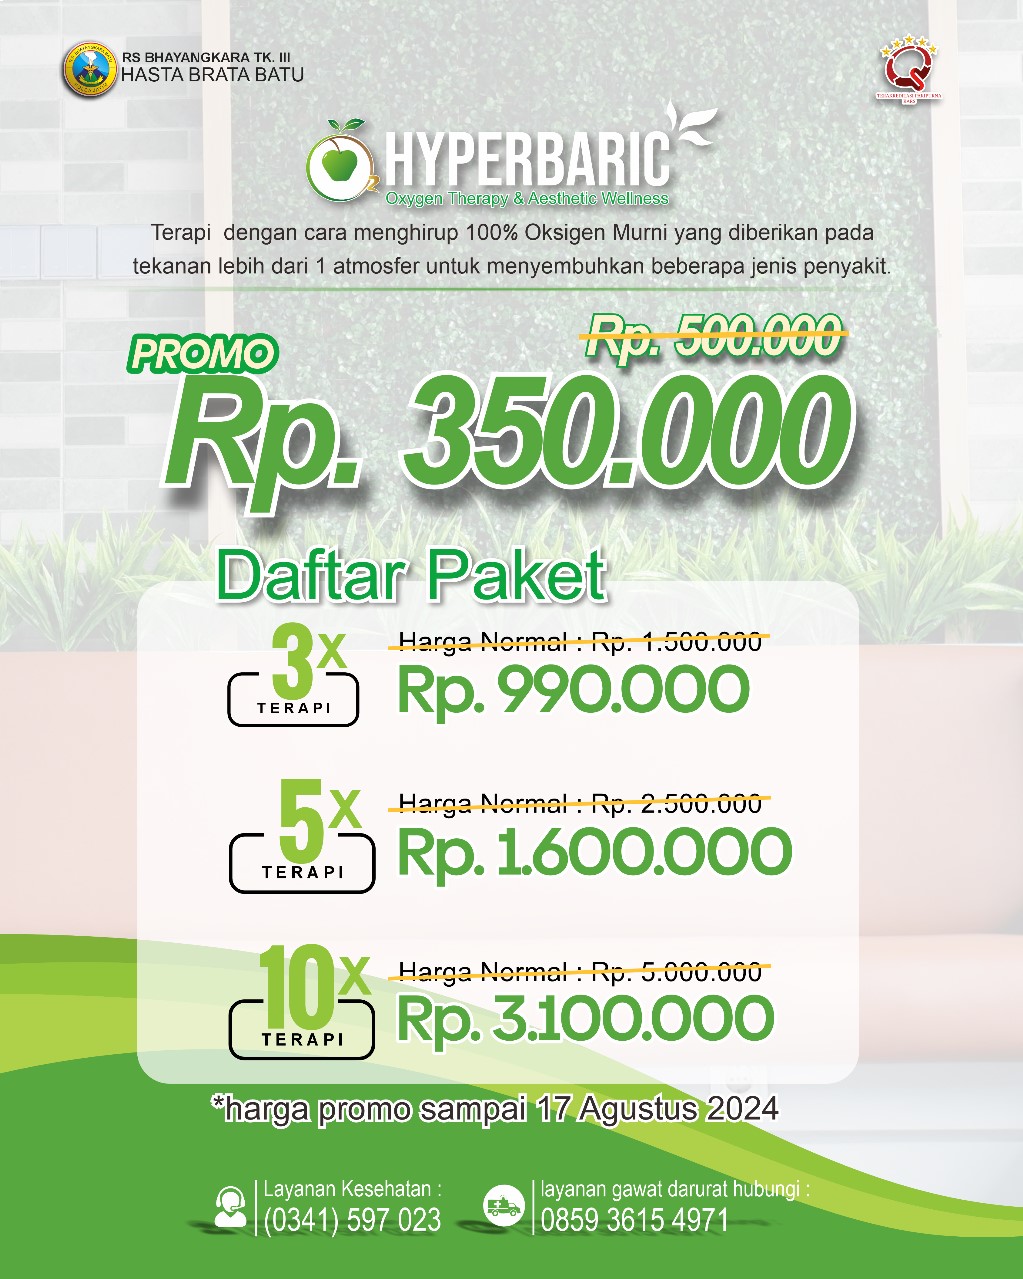 RS BHAYANGKARA TK. III
HASTA BRATA BATU
HYPERBARIC
Oxygen Therapy & Aesthetic Wellness
Terapi dengan cara menghirup 100% Oksigen Murni yang diberikan pada
tekanan lebih dari 1 atmosfer untuk menyembuhkan beberapa jenis penyakit.
PROMO
Rp. 500.000
Rp. 350.000
Daftar Paket
3X
TERAPI
Harga Normal : Rp. 1.500.000
Rp. 990.000
5X
TERAPI
Harga Normal : Rp. 2.500.000
Rp. 1.600.000
10X
TERAPI
Harga Normal : Rp. 5.000.000
Rp. 3.100.000
*harga promo sampai 17 Agustus 2024
Layanan Kesehatan :
(0341) 597 023
layanan gawat darurat hubungi :
0859 3615 4971